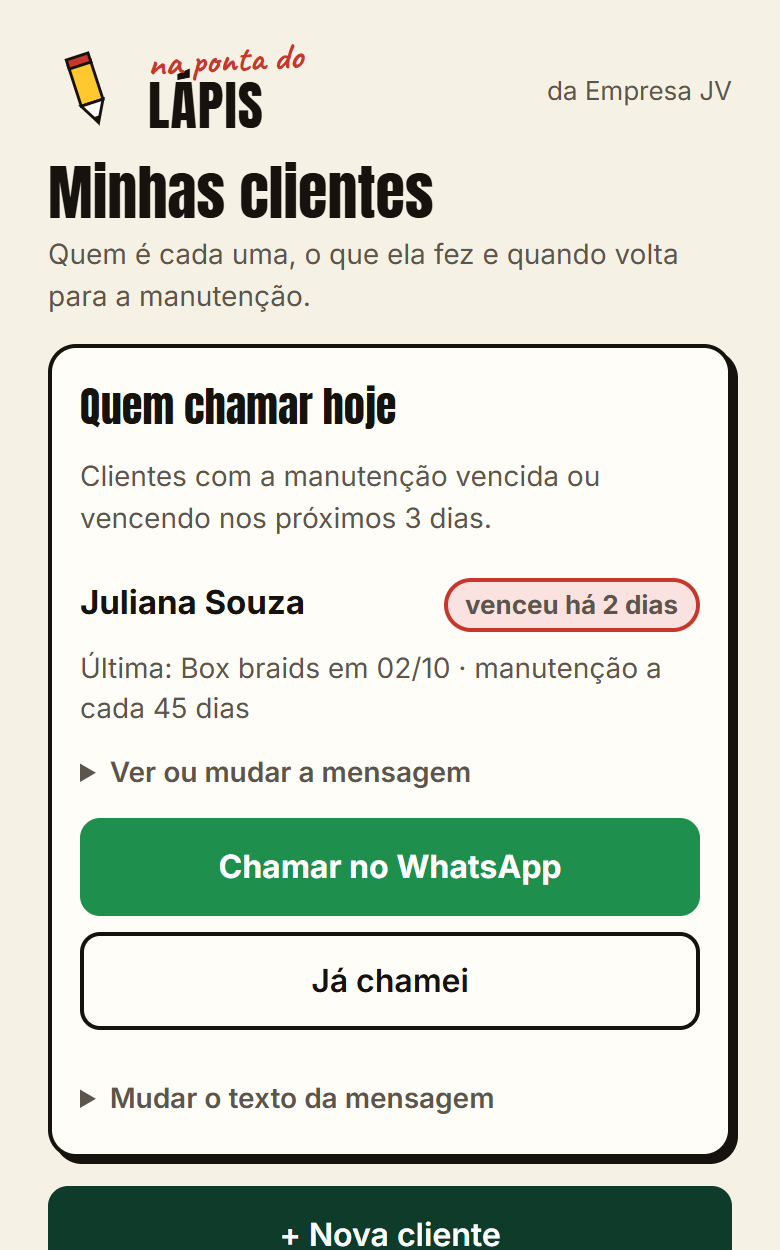 na ponta do
LÁPIS
da Empresa JV
Minhas clientes
Quem é cada uma, o que ela fez e quando volta
para a manutenção.
Quem chamar hoje
Clientes com a manutenção vencida ou
vencendo nos próximos 3 dias.
Juliana Souza
venceu há 2 dias
Última: Box braids em 02/10 · manutenção a
cada 45 dias
Ver ou mudar a mensagem
Chamar no WhatsApp
Já chamei
Mudar o texto da mensagem
+ Nova cliente